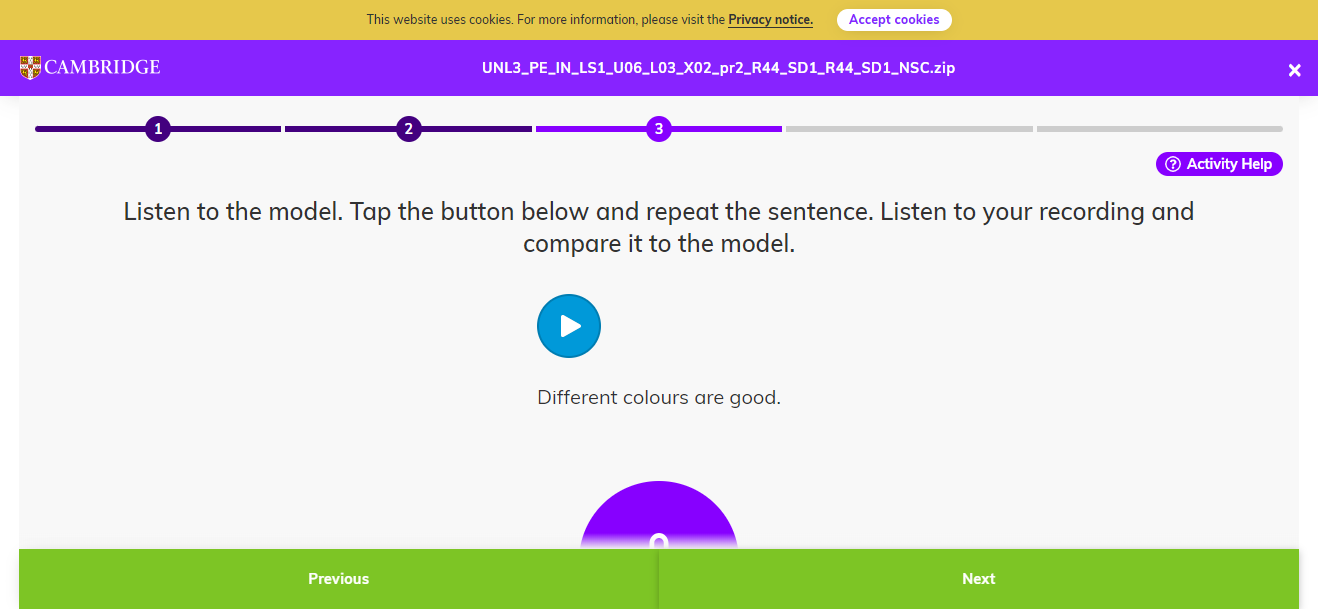 This website uses cookies. For more information, please visit the Privacy notice. Accept cookies
CAMBRIDGE
UNL3_PE_IN_LS1_U06_L03_X02_pr2_R44_SD1_R44_SD1_NSC.zip
1 2 3
Activity Help
Listen to the model. Tap the button below and repeat the sentence. Listen to your recording and
compare it to the model.
Different colours are good.
Previous Next